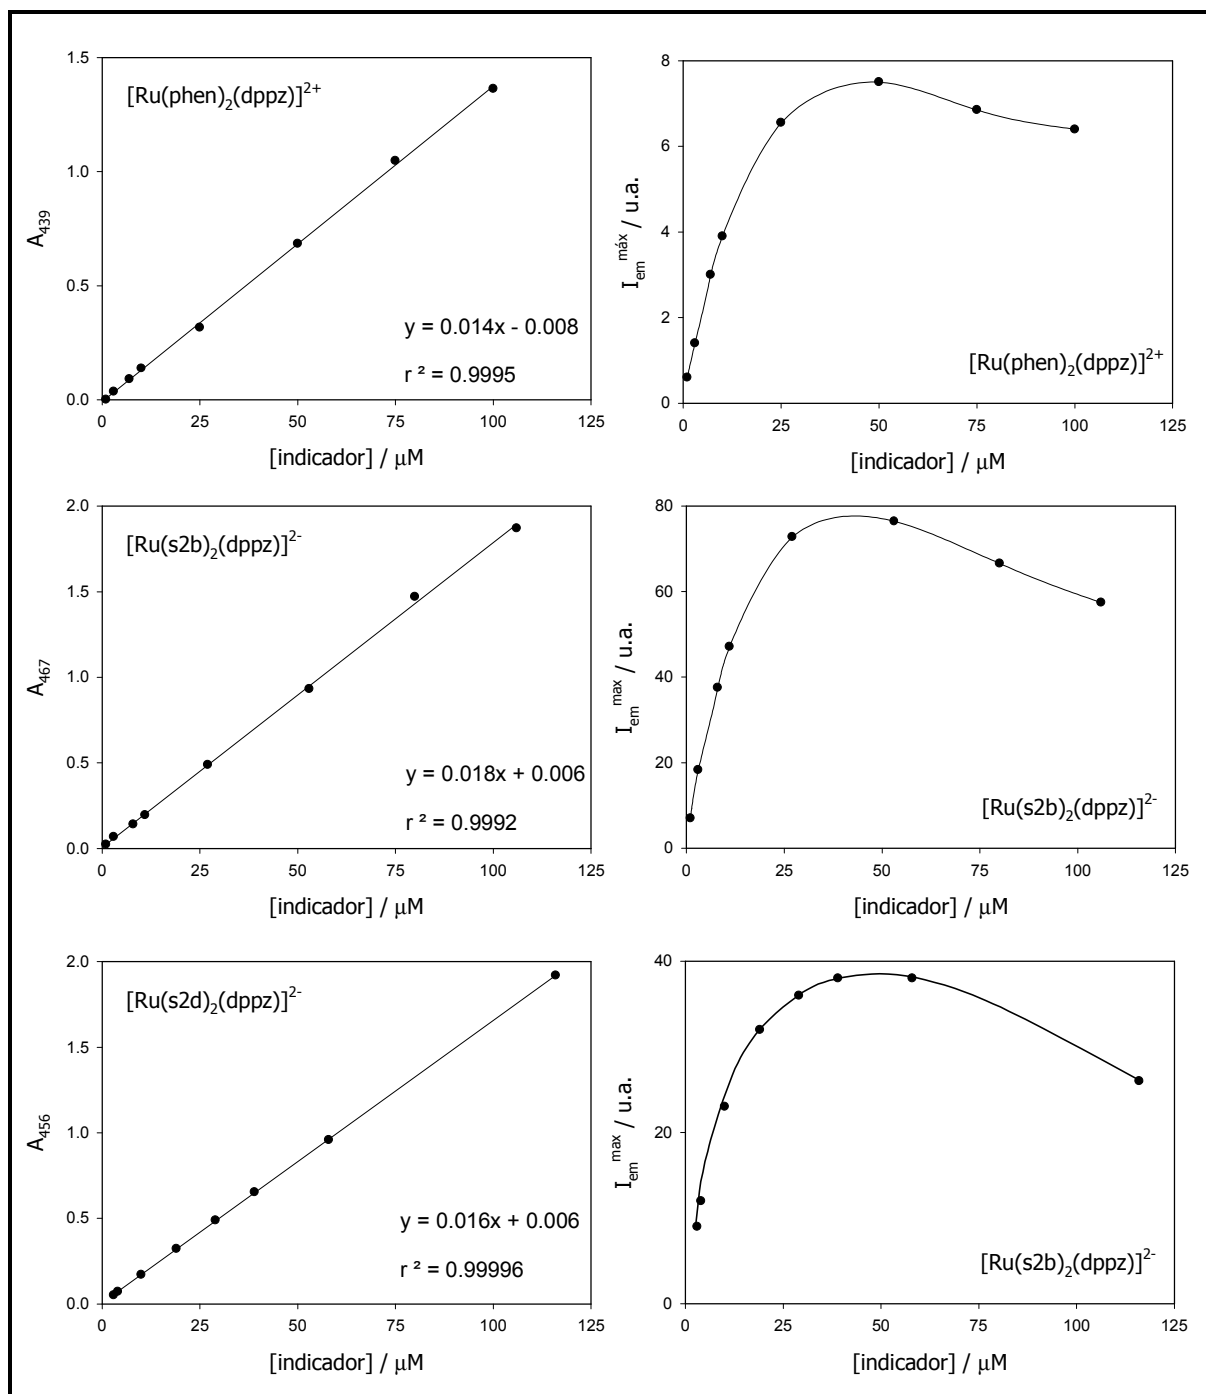 1.5
1.0
0.5
0.0
A439
[Ru(phen)2(dppz)]2+
y = 0.014x - 0.008
r ² = 0.9995
0 25 50 75 100 125
[indicador] / μM
8
6
4
2
0
Iem máx / u.a.
[Ru(phen)2(dppz)]2+
0 25 50 75 100 125
[indicador] / μM
2.0
1.5
1.0
0.5
0.0
A467
[Ru(s2b)2(dppz)]2-
y = 0.018x + 0.006
r ² = 0.9992
0 25 50 75 100 125
[indicador] / μM
80
60
40
20
0
Iem max / u.a.
[Ru(s2b)2(dppz)]2-
0 25 50 75 100 125
[indicador] / μM
2.0
1.5
1.0
0.5
0.0
A456
[Ru(s2d)2(dppz)]2-
y = 0.016x + 0.006
r ² = 0.99996
0 25 50 75 100 125
[indicador] / μM
40
20
0
Iem max / u.a.
[Ru(s2b)2(dppz)]2-
0 25 50 75 100 125
[indicador] / μM